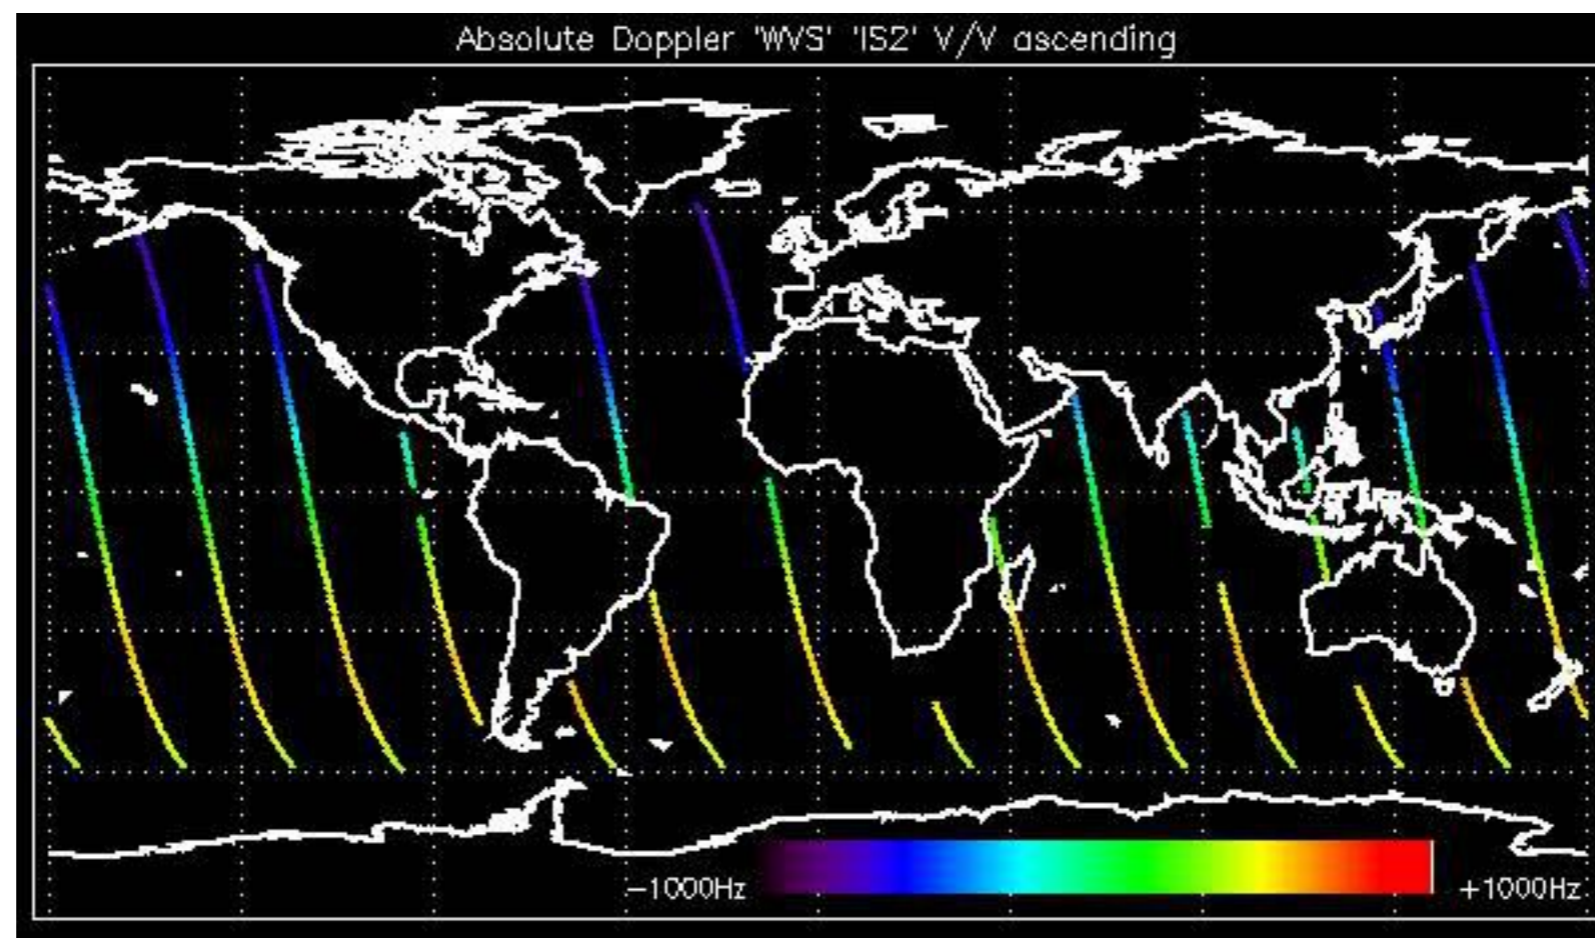 Absolute Doppler 'WVS' 'IS2' V/V ascending
−1000Hz
+1000Hz